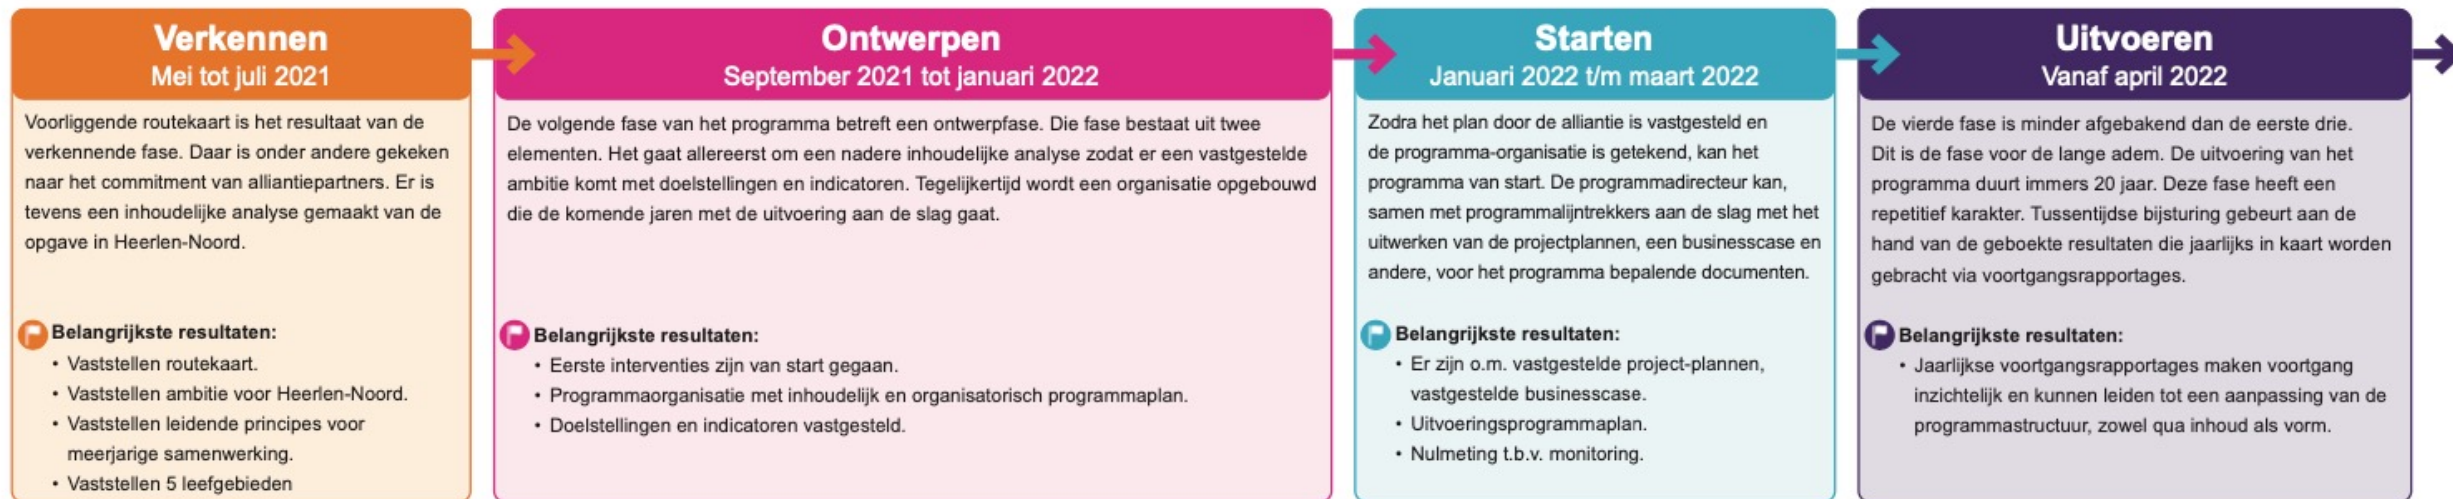 Verkennen
Mei tot juli 2021
Voorliggende routekaart is het resultaat van de
verkennende fase. Daar is onder andere gekeken
naar het commitment van alliantiepartners. Er is
tevens een inhoudelijke analyse gemaakt van de
opgave in Heerlen-Noord.
Belangrijkste resultaten:
• Vaststellen routekaart.
• Vaststellen ambitie voor Heerlen-Noord.
• Vaststellen leidende principes voor
meerjarige samenwerking.
• Vaststellen 5 leefgebieden
Ontwerpen
September 2021 tot januari 2022
De volgende fase van het programma betreft een ontwerpfase. Die fase bestaat uit twee
elementen. Het gaat allereerst om een nadere inhoudelijke analyse zodat er een vastgestelde
ambitie komt met doelstellingen en indicatoren. Tegelijkertijd wordt een organisatie opgebouwd
die de komende jaren met de uitvoering aan de slag gaat.
Belangrijkste resultaten:
• Eerste interventies zijn van start gegaan.
• Programmaorganisatie met inhoudelijk en organisatorisch programmaplan.
• Doelstellingen en indicatoren vastgesteld.
Starten
Januari 2022 t/m maart 2022
Zodra het plan door de alliantie is vastgesteld en
de programma-organisatie is getekend, kan het
programma van start. De programmadirecteur kan,
samen met programmalijntrekkers aan de slag met het
uitwerken van de projectplannen, een businesscase en
andere, voor het programma bepalende documenten.
Belangrijkste resultaten:
• Er zijn o.m. vastgestelde project-plannen,
vastgestelde businesscase.
• Uitvoeringsprogrammaplan.
• Nulmeting t.b.v. monitoring.
Uitvoeren
Vanaf april 2022
De vierde fase is minder afgebakend dan de eerste drie.
Dit is de fase voor de lange adem. De uitvoering van het
programma duurt immers 20 jaar. Deze fase heeft een
repetitief karakter. Tussentijdse bijsturing gebeurt aan de
hand van de geboekte resultaten die jaarlijks in kaart worden
gebracht via voortgangsrapportages.
Belangrijkste resultaten:
• Jaarlijkse voortgangsrapportages maken voortgang
inzichtelijk en kunnen leiden tot een aanpassing van de
programmastructuur, zowel qua inhoud als vorm.